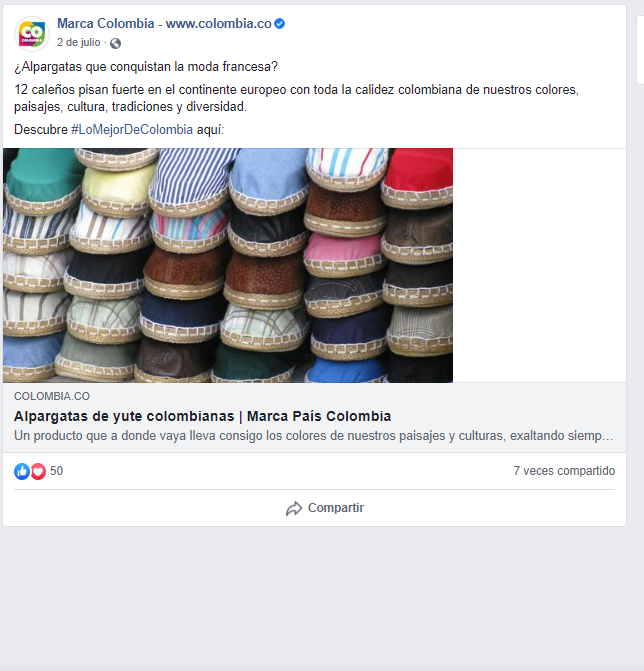 CO
COLOMBIA
Marca Colombia - www.colombia.co
2 de julio ·
¿Alpargatas que conquistan la moda francesa?
12 caleños pisan fuerte en el continente europeo con toda la calidez colombiana de nuestros colores,
paisajes, cultura, tradiciones y diversidad.
Descubre #LoMejorDeColombia aquí:
COLOMBIA.CO
Alpargatas de yute colombianas | Marca País Colombia
Un producto que a donde vaya lleva consigo los colores de nuestros paisajes y culturas, exaltando siemp...
50
7 veces compartido
Compartir